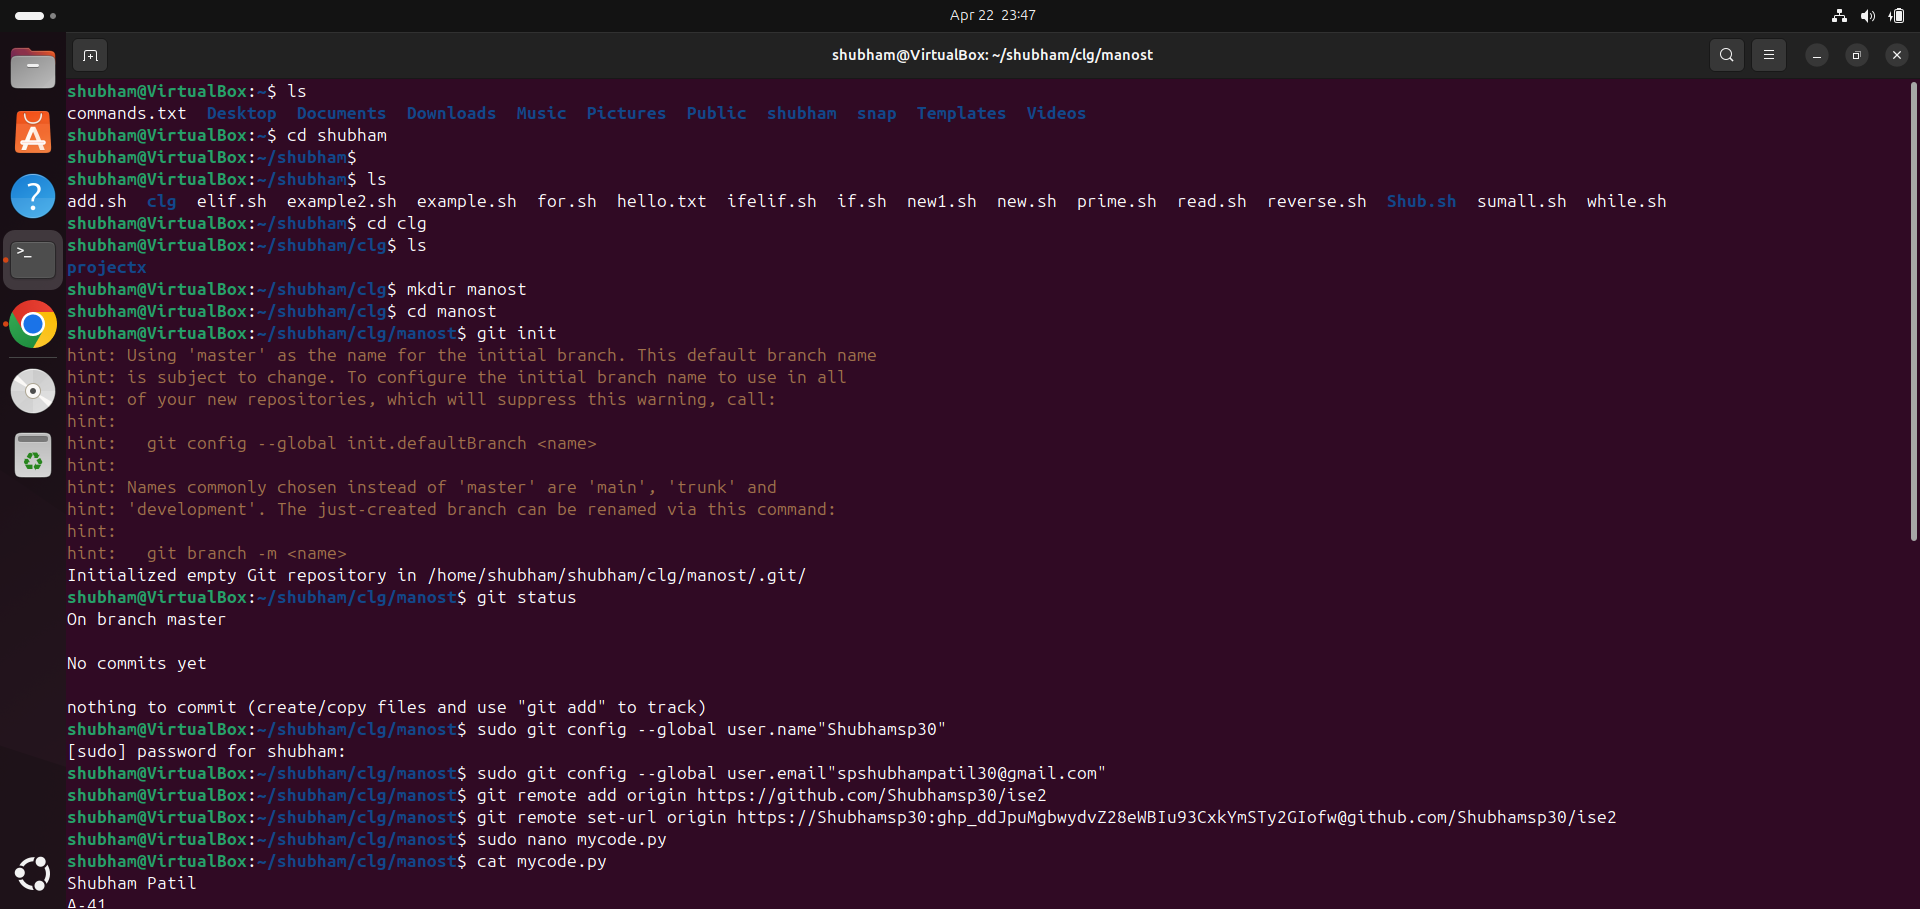 Apr 22 23:47
shubham@VirtualBox: ~/shubham/clg/manost
shubham@VirtualBox:~$ ls
commands.txt Desktop Documents Downloads Music Pictures Public shubham snap Templates Videos
shubham@VirtualBox:~$ cd shubham
shubham@VirtualBox:~/shubham$
shubham@VirtualBox:~/shubham$ ls
add.sh clg elif.sh example2.sh example.sh for.sh hello.txt ifelif.sh if.sh new1.sh new.sh prime.sh read.sh reverse.sh Shub.sh sumall.sh while.sh
shubham@VirtualBox:~/shubham$ cd clg
shubham@VirtualBox:~/shubham/clg$ ls
projectx
shubham@VirtualBox:~/shubham/clg$ mkdir manost
shubham@VirtualBox:~/shubham/clg$ cd manost
shubham@VirtualBox:~/shubham/clg/manost$ git init
hint: Using 'master' as the name for the initial branch. This default branch name
hint: is subject to change. To configure the initial branch name to use in all
hint: of your new repositories, which will suppress this warning, call:
hint:
hint:   git config --global init.defaultBranch <name>
hint:
hint: Names commonly chosen instead of 'master' are 'main', 'trunk' and
hint: 'development'. The just-created branch can be renamed via this command:
hint:
hint:   git branch -m <name>
Initialized empty Git repository in /home/shubham/shubham/clg/manost/.git/
shubham@VirtualBox:~/shubham/clg/manost$ git status
On branch master
No commits yet
nothing to commit (create/copy files and use "git add" to track)
shubham@VirtualBox:~/shubham/clg/manost$ sudo git config --global user.name"Shubhamsp30"
[sudo] password for shubham:
shubham@VirtualBox:~/shubham/clg/manost$ sudo git config --global user.email"spshubhampatil30@gmail.com"
shubham@VirtualBox:~/shubham/clg/manost$ git remote add origin https://github.com/Shubhamsp30/ise2
shubham@VirtualBox:~/shubham/clg/manost$ git remote set-url origin https://Shubhamsp30: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@github.com/Shubhamsp30/ise2
shubham@VirtualBox:~/shubham/clg/manost$ sudo nano mycode.py
shubham@VirtualBox:~/shubham/clg/manost$ cat mycode.py
Shubham Patil
A-41